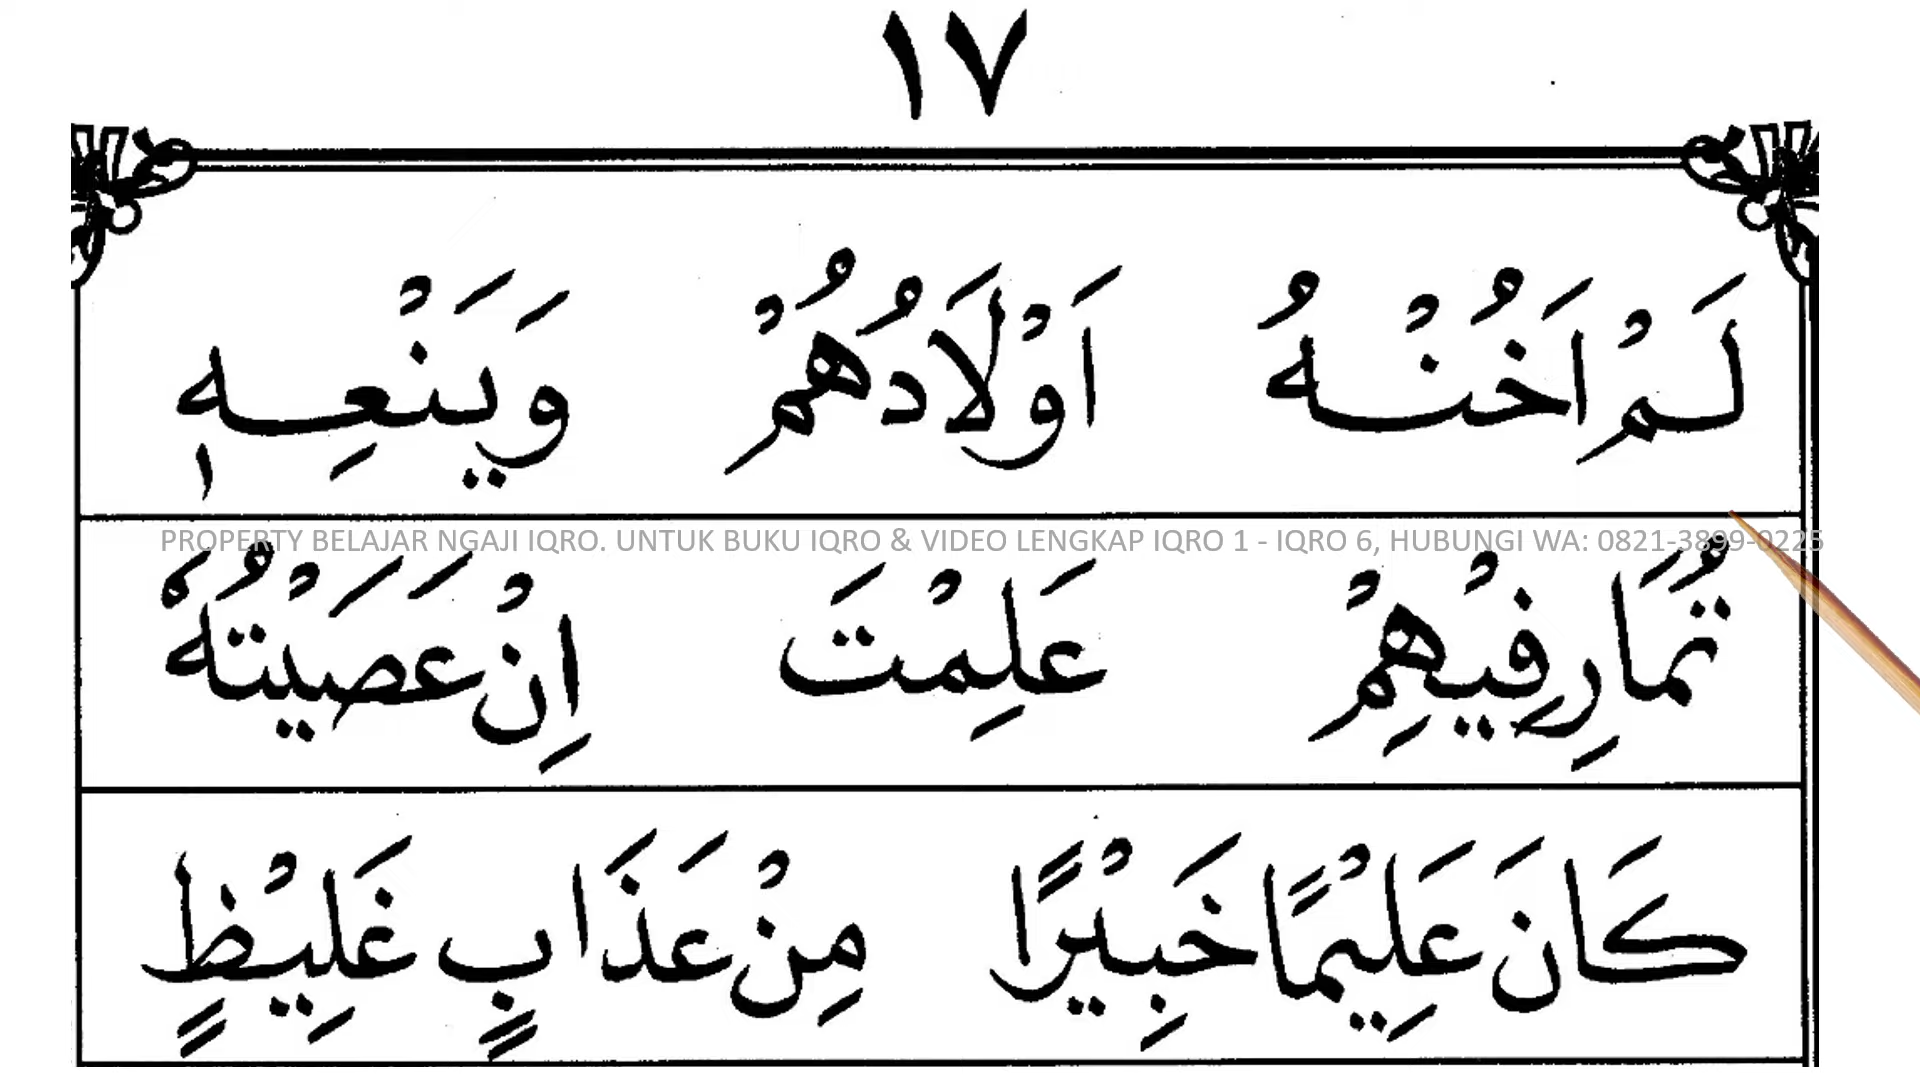 ١٧
لَمْ اَخُنْهُ اَوْلَادُهُمْ وَيَنْعِهٖ
PROPERTY BELAJAR NGAJI IQRO. UNTUK BUKU IQRO & VIDEO LENGKAP IQRO 1 - IQRO 6, HUBUNGI WA: 0821-3899-0225
تُمَارِ فِيْهِمْ عَلِمْتَ اِنْ عَصَيْتُهٗ
كَانَ عَلِيْمًا خَبِيْرًا مِنْ عَذَابٍ غَلِيْظٍ